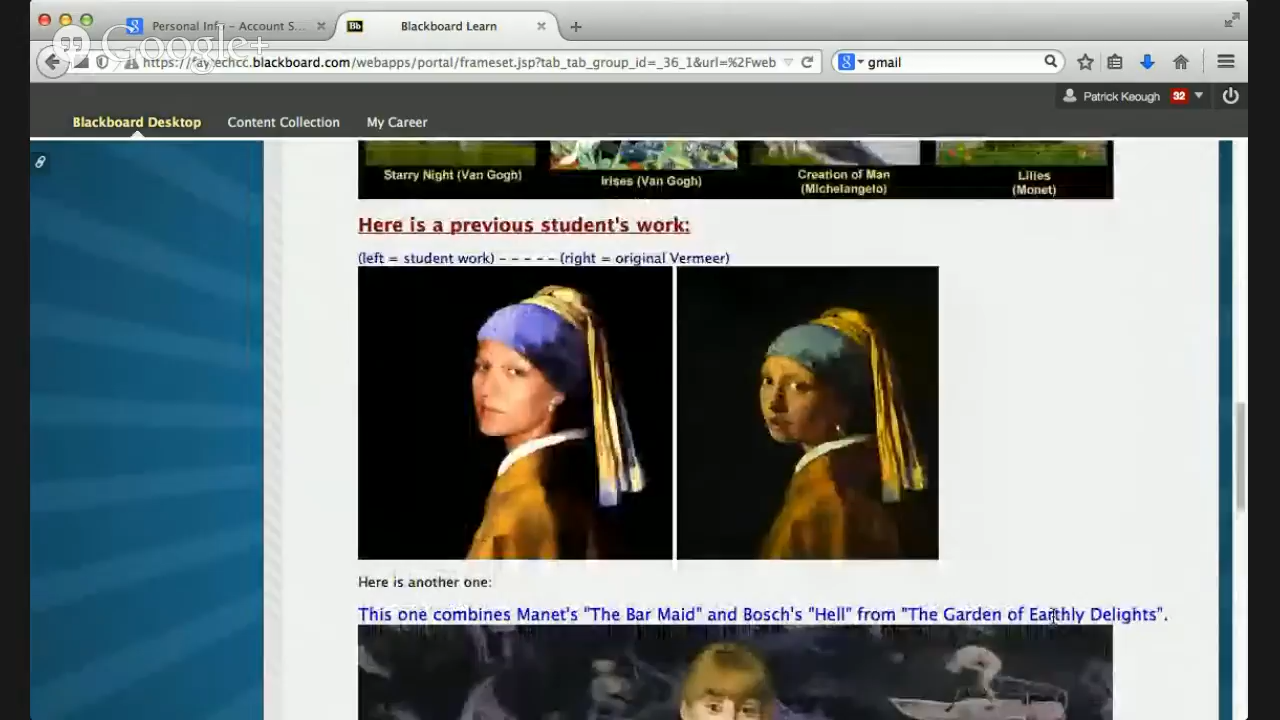 Personal Info - Account S...
Blackboard Learn
Google+
https://faytechcc.blackboard.com/webapps/portal/frameset.jsp?tab_tab_group_id=_36_1&url=%2Fweb
gmail
Patrick Keough 32
Blackboard Desktop
Content Collection
My Career
Starry Night (Van Gogh)
Irises (Van Gogh)
Creation of Man
(Michelangelo)
Lilies
(Monet)
Here is a previous student's work:
(left = student work) - - - - - (right = original Vermeer)
Here is another one:
This one combines Manet's "The Bar Maid" and Bosch's "Hell" from "The Garden of Earthly Delights".